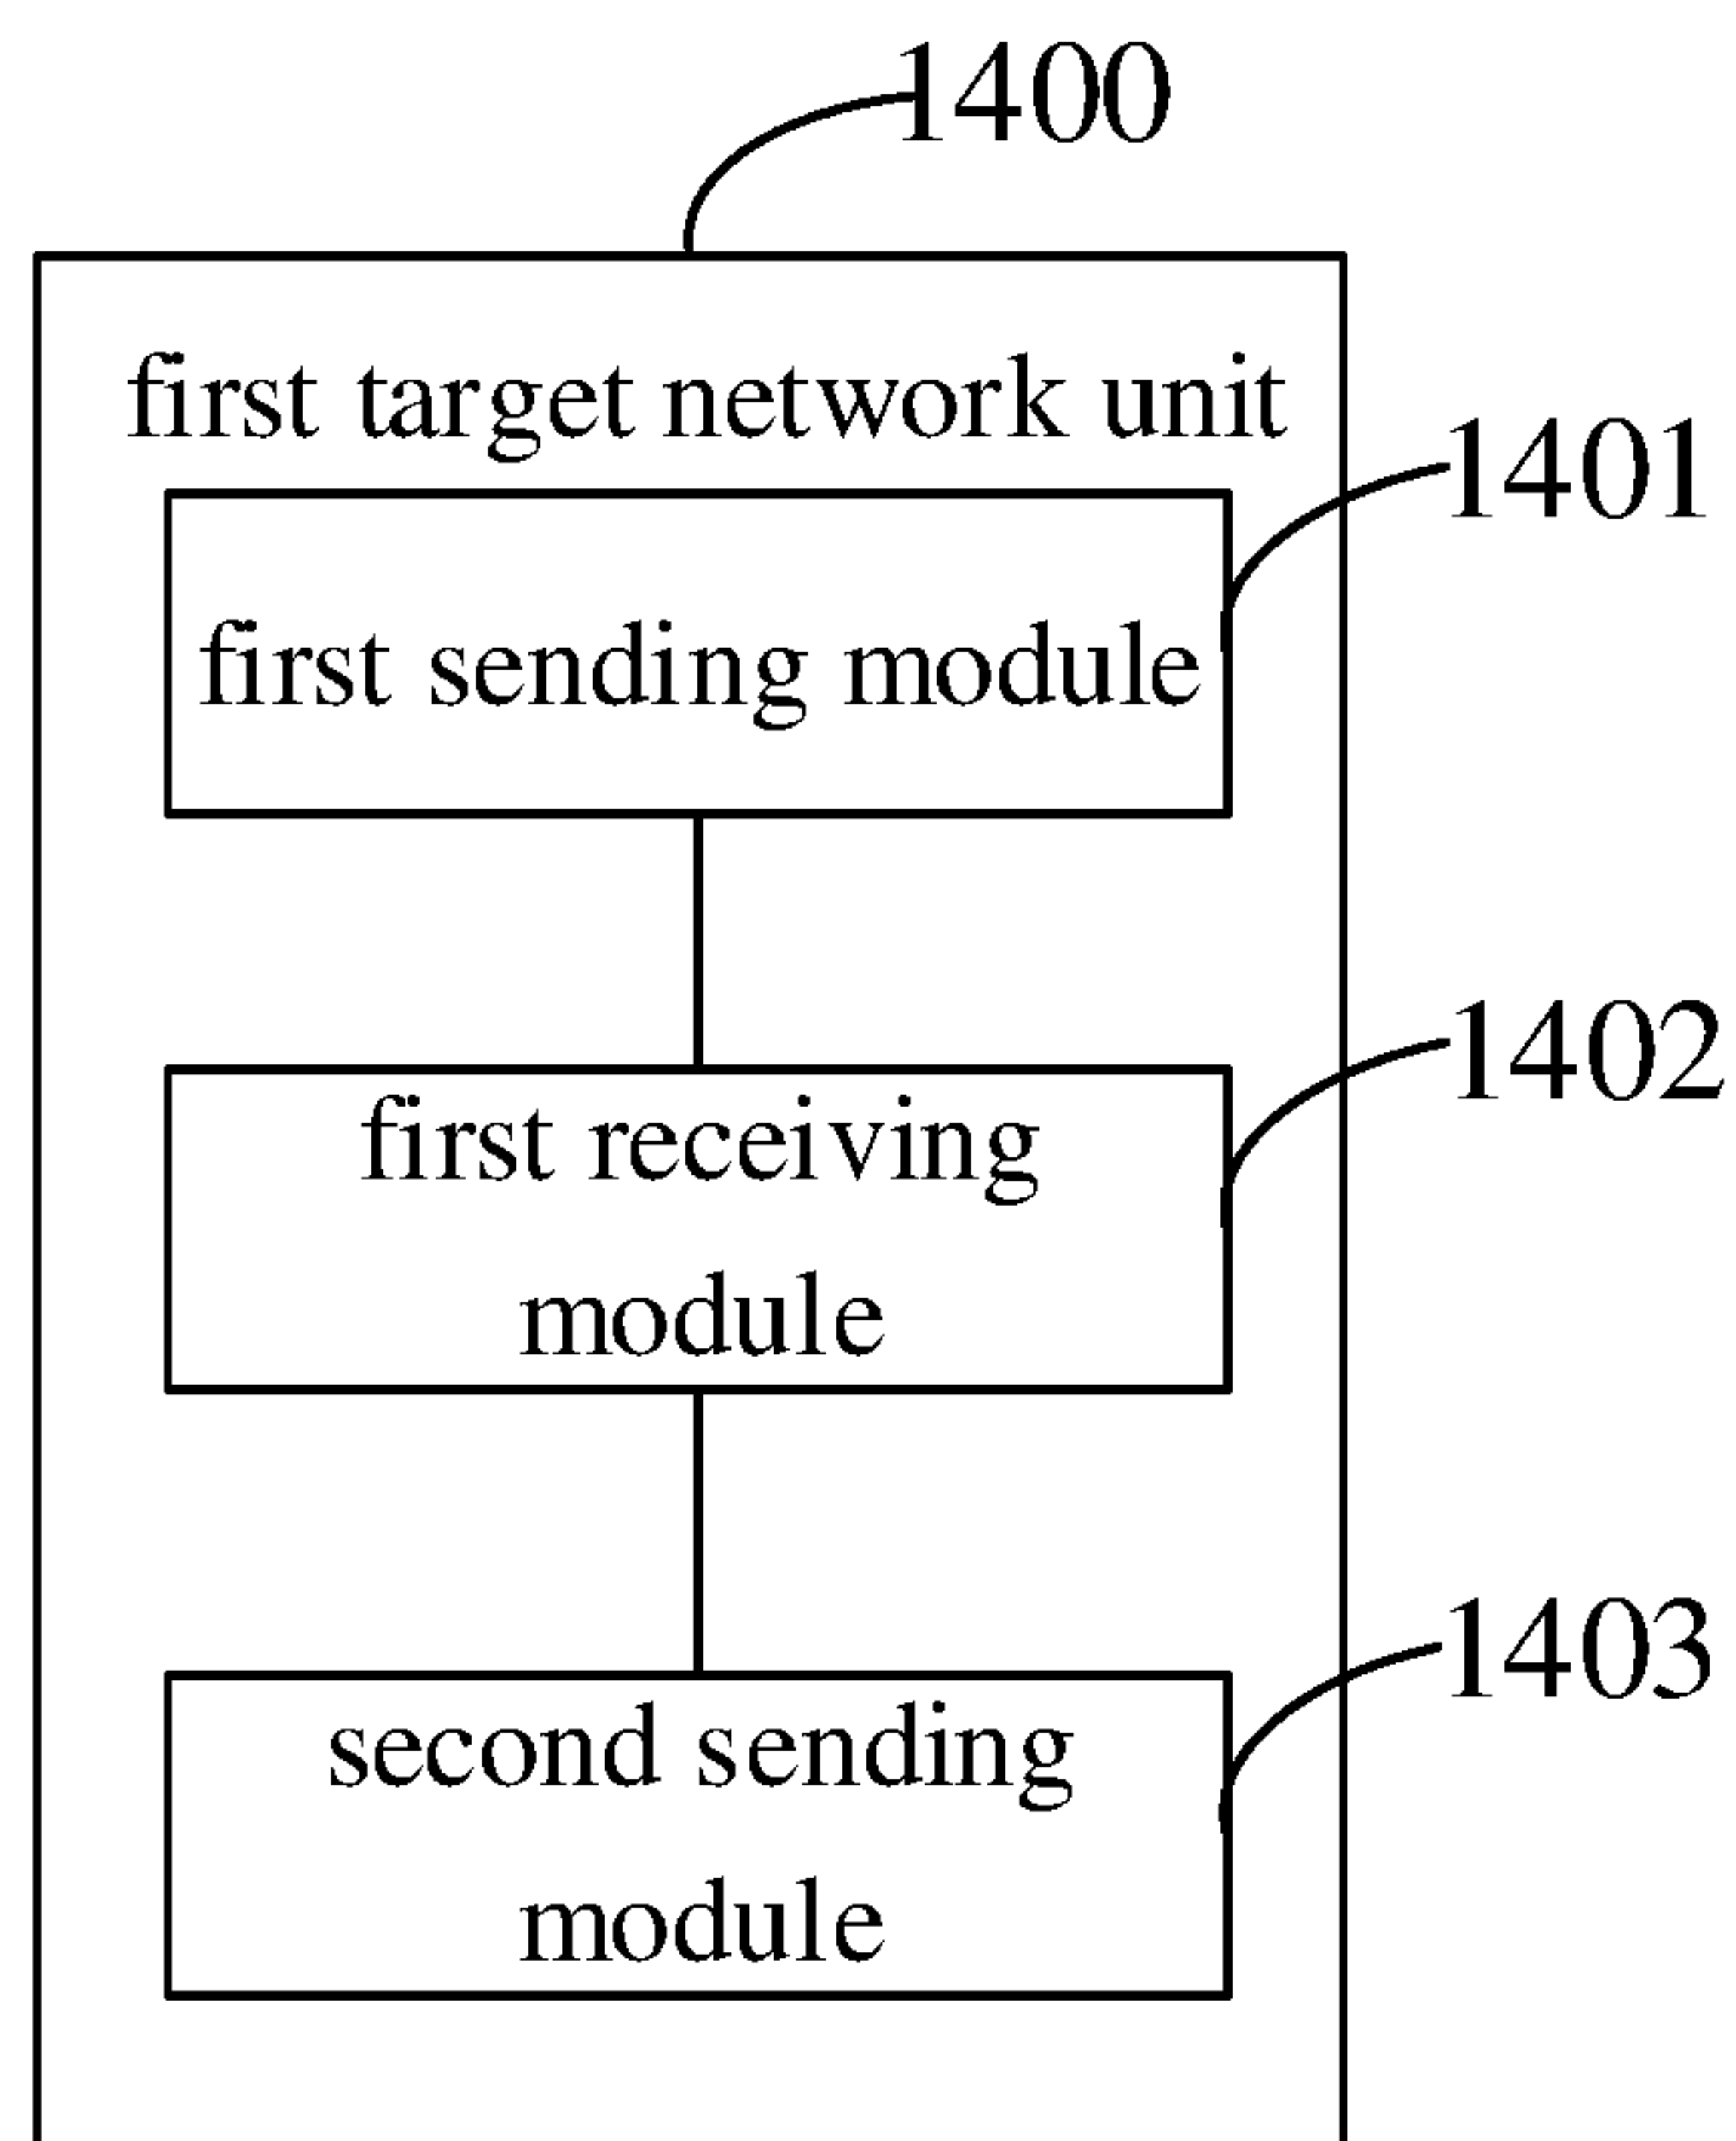 1400
first target network unit
1401
first sending module
1402
first receiving
module
1403
second sending
module